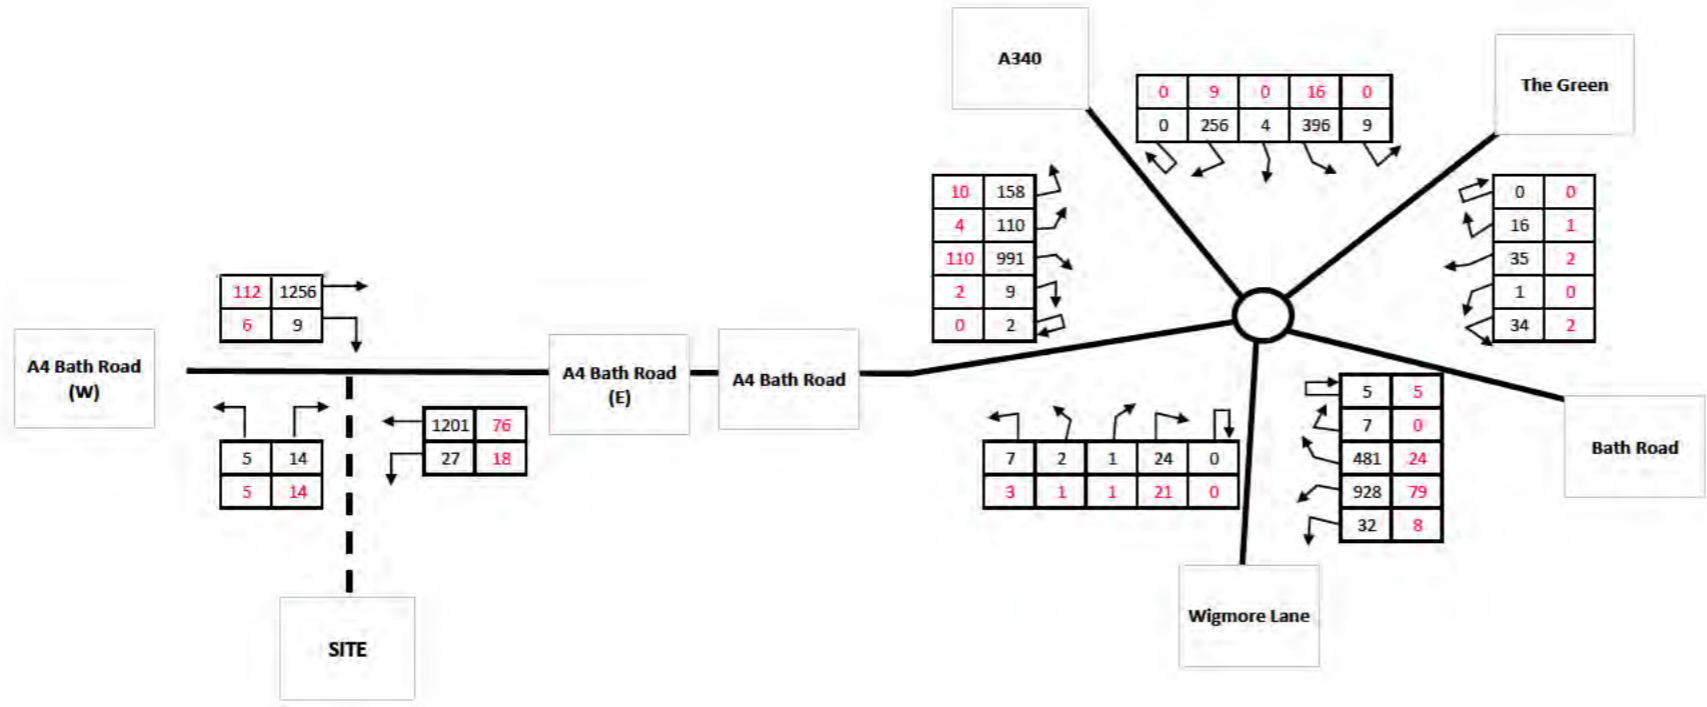 A340
The Green
0 9 0 16 0
0 256 4 396 9
10 158
4 110
110 991
2 9
0 2
0 0
16 1
35 2
1 0
34 2
112 1256
6 9
A4 Bath Road
(W)
A4 Bath Road
(E)
A4 Bath Road
5 14
5 14
1201 76
27 18
7 2 1 24 0
3 1 1 21 0
5 5
7 0
481 24
928 79
32 8
Bath Road
Wigmore Lane
SITE